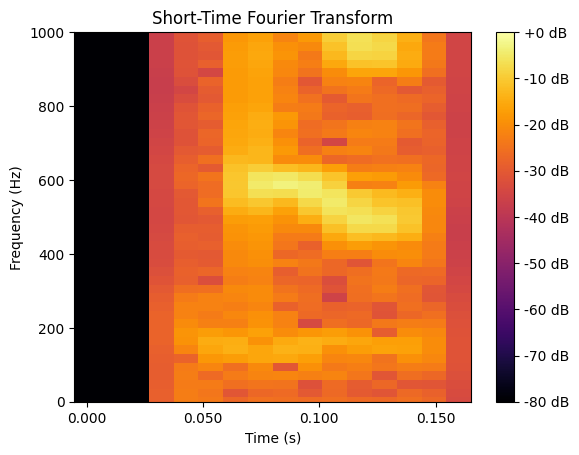 Short-Time Fourier Transform
1000
800
600
400
200
0
Frequency (Hz)
0.000
0.050
0.100
0.150
Time (s)
+0 dB
-10 dB
-20 dB
-30 dB
-40 dB
-50 dB
-60 dB
-70 dB
-80 dB